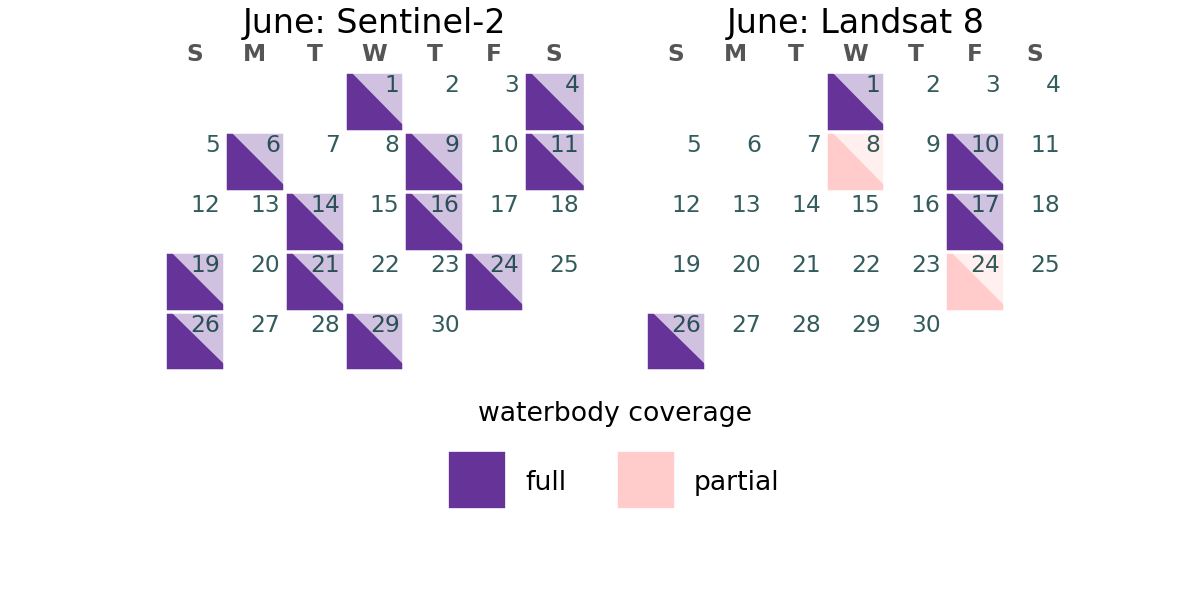 June: Sentinel-2
S M T W T F S
1 2 3 4
5 6 7 8 9 10 11
12 13 14 15 16 17 18
19 20 21 22 23 24 25
26 27 28 29 30
June: Landsat 8
S M T W T F S
1 2 3 4
5 6 7 8 9 10 11
12 13 14 15 16 17 18
19 20 21 22 23 24 25
26 27 28 29 30
waterbody coverage
full partial